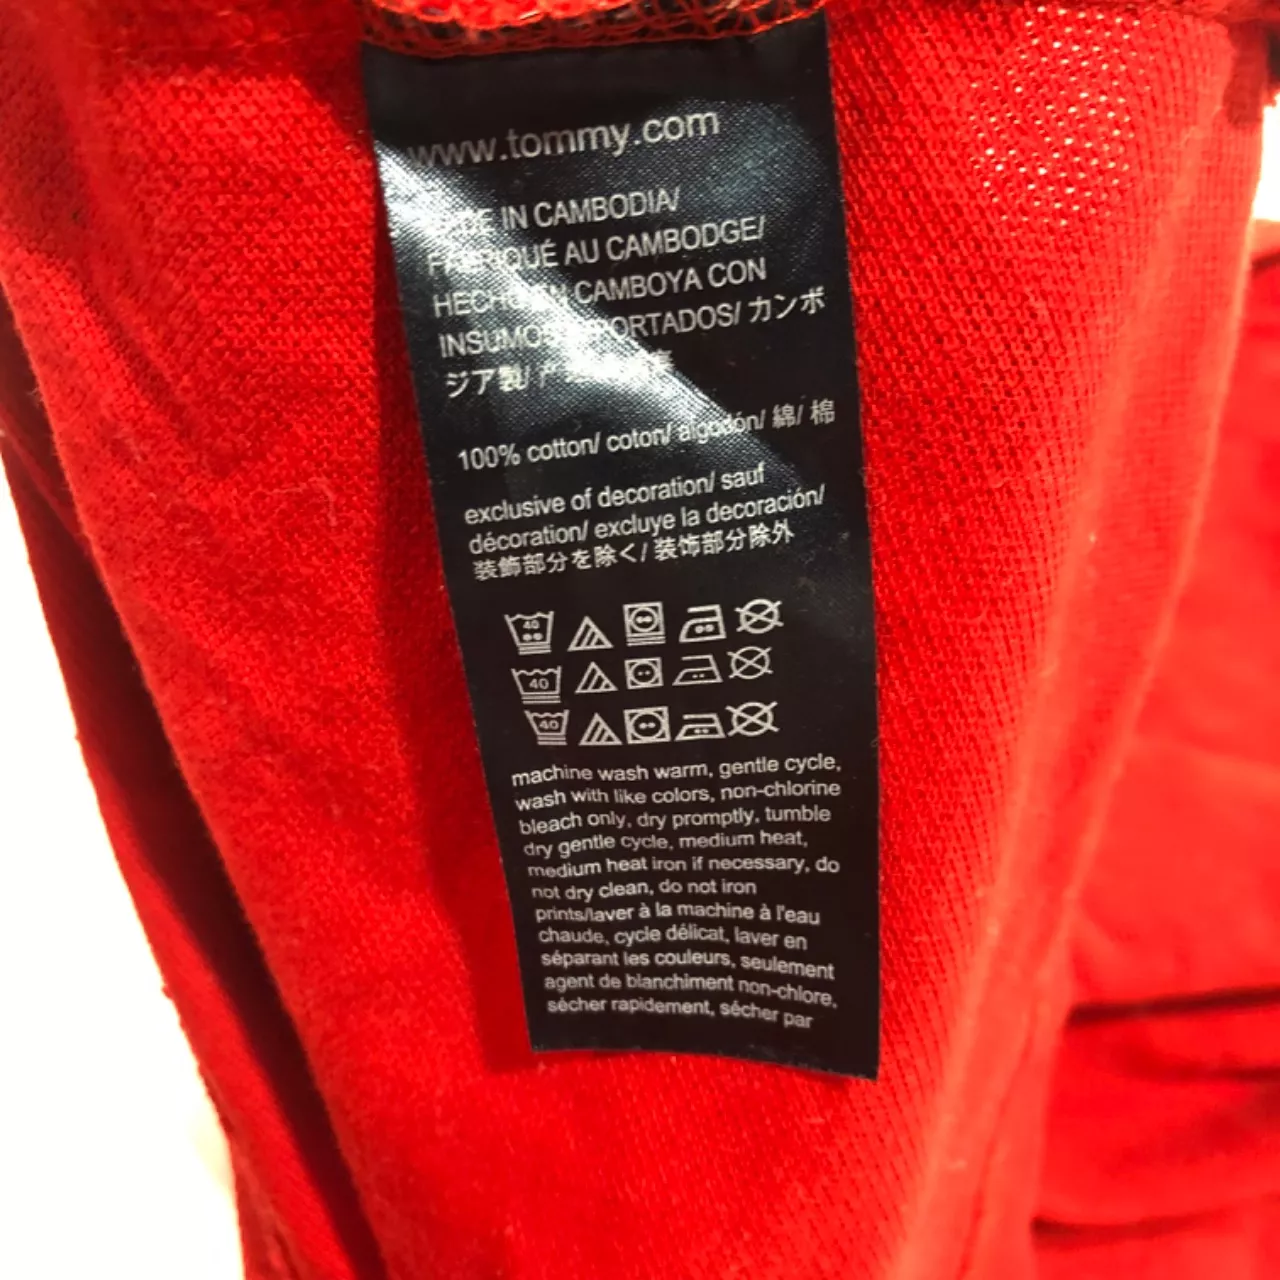 www.tommy.com
IN CAMBODIA/
FABRIQUÉ AU CAMBODGE/
HECHO EN CAMBOYA CON
INSUMOS IMPORTADOS/ カンボ
ジア製/
100% cotton/ coton/ algodón/ 綿/ 棉
exclusive of decoration/ sauf
décoration/ excluye la decoración/
装飾部分を除く/ 装饰部分除外
40
40
40
machine wash warm, gentle cycle,
wash with like colors, non-chlorine
bleach only, dry promptly, tumble
dry gentle cycle, medium heat,
medium heat iron if necessary, do
not dry clean, do not iron
prints/laver à la machine à l'eau
chaude, cycle délicat, laver en
séparant les couleurs, seulement
agent de blanchiment non-chlore,
sécher rapidement, sécher par